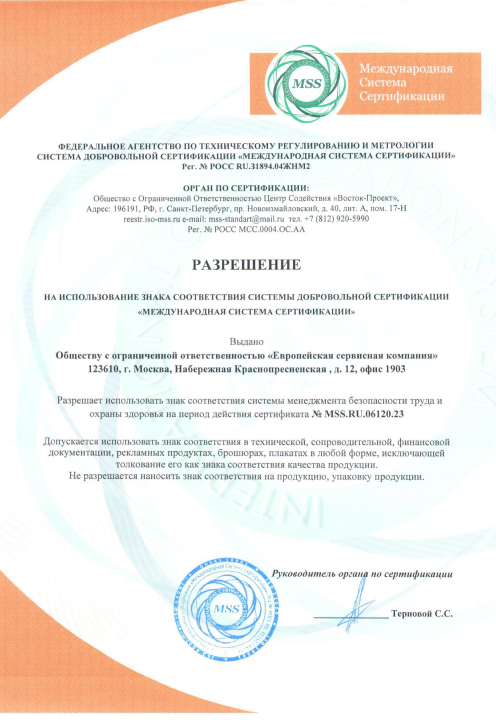 MSS
Международная
Система
Сертификации
ФЕДЕРАЛЬНОЕ АГЕНТСТВО ПО ТЕХНИЧЕСКОМУ РЕГУЛИРОВАНИЮ И МЕТРОЛОГИИ
СИСТЕМА ДОБРОВОЛЬНОЙ СЕРТИФИКАЦИИ «МЕЖДУНАРОДНАЯ СИСТЕМА СЕРТИФИКАЦИИ»
Рег. № РОСС RU.31894.04ЖНМ2
ОРГАН ПО СЕРТИФИКАЦИИ:
Общество с Ограниченной Ответственностью Центр Содействия «Восток-Проект»,
Адрес: 196191, РФ, г. Санкт-Петербург, пр. Новоизмайловский, д. 40, лит. А, пом. 17-Н
reestr.iso-mss.ru e-mail: mss-standart@mail.ru тел. +7 (812) 920-5990
Рег. № РОСС МСС.0004.ОС.АА
РАЗРЕШЕНИЕ
НА ИСПОЛЬЗОВАНИЕ ЗНАКА СООТВЕТСТВИЯ СИСТЕМЫ ДОБРОВОЛЬНОЙ СЕРТИФИКАЦИИ
«МЕЖДУНАРОДНАЯ СИСТЕМА СЕРТИФИКАЦИИ»
Выдано
Обществу с ограниченной ответственностью «Европейская сервисная компания»
123610, г. Москва, Набережная Краснопресненская , д. 12, офис 1903
Разрешает использовать знак соответствия системы менеджмента безопасности труда и
охраны здоровья на период действия сертификата № MSS.RU.06120.23
Допускается использовать знак соответствия в технической, сопроводительной, финансовой
документации, рекламных продуктах, брошюрах, плакатах в любой форме, исключающей
толкование его как знака соответствия качества продукции.
Не разрешается наносить знак соответствия на продукцию, упаковку продукции.
Руководитель органа по сертификации
Терновой С.С.
MSS